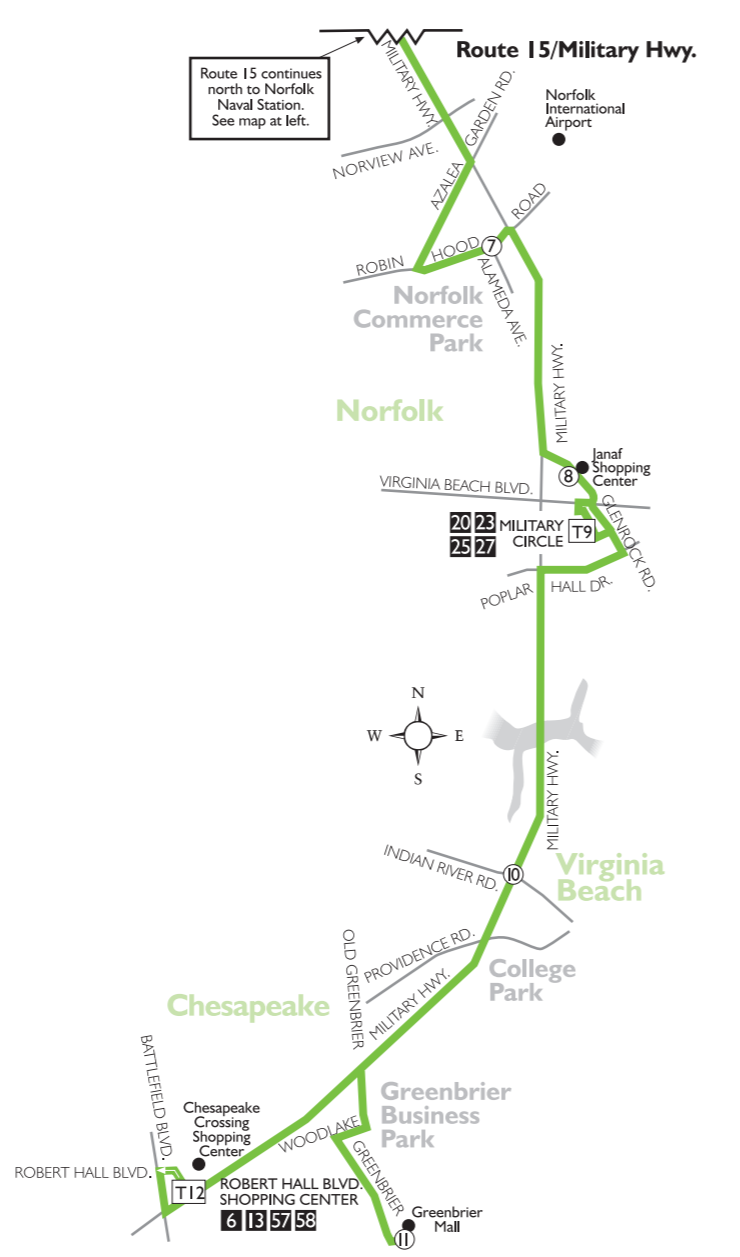 Route 15/Military Hwy.
Route 15 continues
north to Norfolk
Naval Station.
See map at left.
MILITARY HWY.
GARDEN RD.
Norfolk
International
Airport
NORVIEW AVE.
AZALEA
ROAD
ROBIN
HOOD
7
ALAMEDA AVE.
Norfolk
Commerce
Park
MILITARY HWY.
Norfolk
Janaf
Shopping
Center
8
VIRGINIA BEACH BLVD.
20 23
25 27
MILITARY
CIRCLE
T9
GLENROCK RD.
POPLAR
HALL DR.
N
W
E
S
MILITARY HWY.
INDIAN RIVER RD.
10
Virginia
Beach
PROVIDENCE RD.
OLD GREENBRIER
College
Park
MILITARY HWY.
Chesapeake
BATTLEFIELD BLVD.
Greenbrier
Business
Park
Chesapeake
Crossing
Shopping
Center
WOODLAKE
GREENBRIER
ROBERT HALL BLVD.
T12
ROBERT HALL BLVD.
SHOPPING CENTER
6 13 57 58
Greenbrier
Mall
11